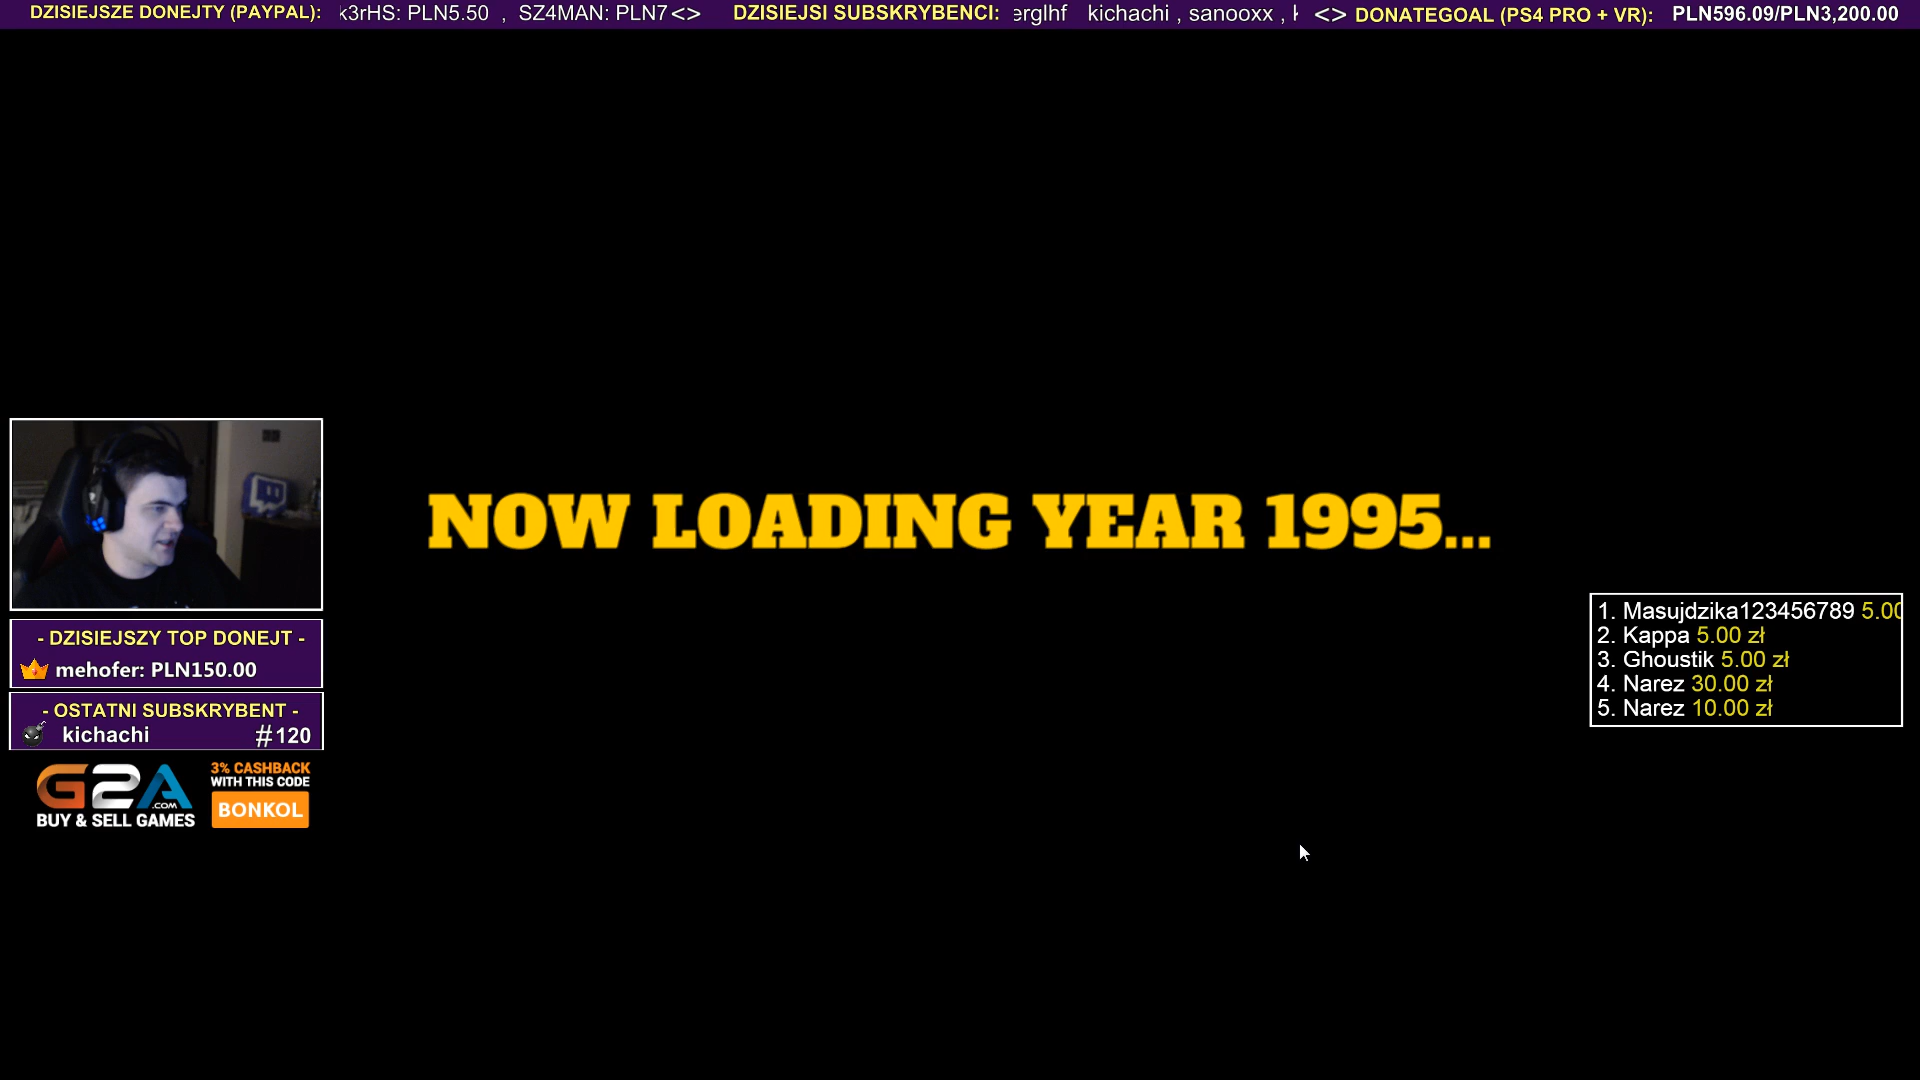 DZISIEJSZE DONEJTY (PAYPAL): k3rHS: PLN5.50 , SZ4MAN: PLN7 <> DZISIEJSI SUBSKRYBENCI: erglhf kichachi , sanooxx , <> DONATEGOAL (PS4 PRO + VR): PLN596.09/PLN3,200.00
NOW LOADING YEAR 1995...
1. Masujdzika123456789 5.00
2. Kappa 5.00 zł
3. Ghoustik 5.00 zł
4. Narez 30.00 zł
5. Narez 10.00 zł
- DZISIEJSZY TOP DONEJT -
mehofer: PLN150.00
- OSTATNI SUBSKRYBENT -
kichachi #120
G2A .COM
BUY & SELL GAMES
3% CASHBACK
WITH THIS CODE
BONKOL